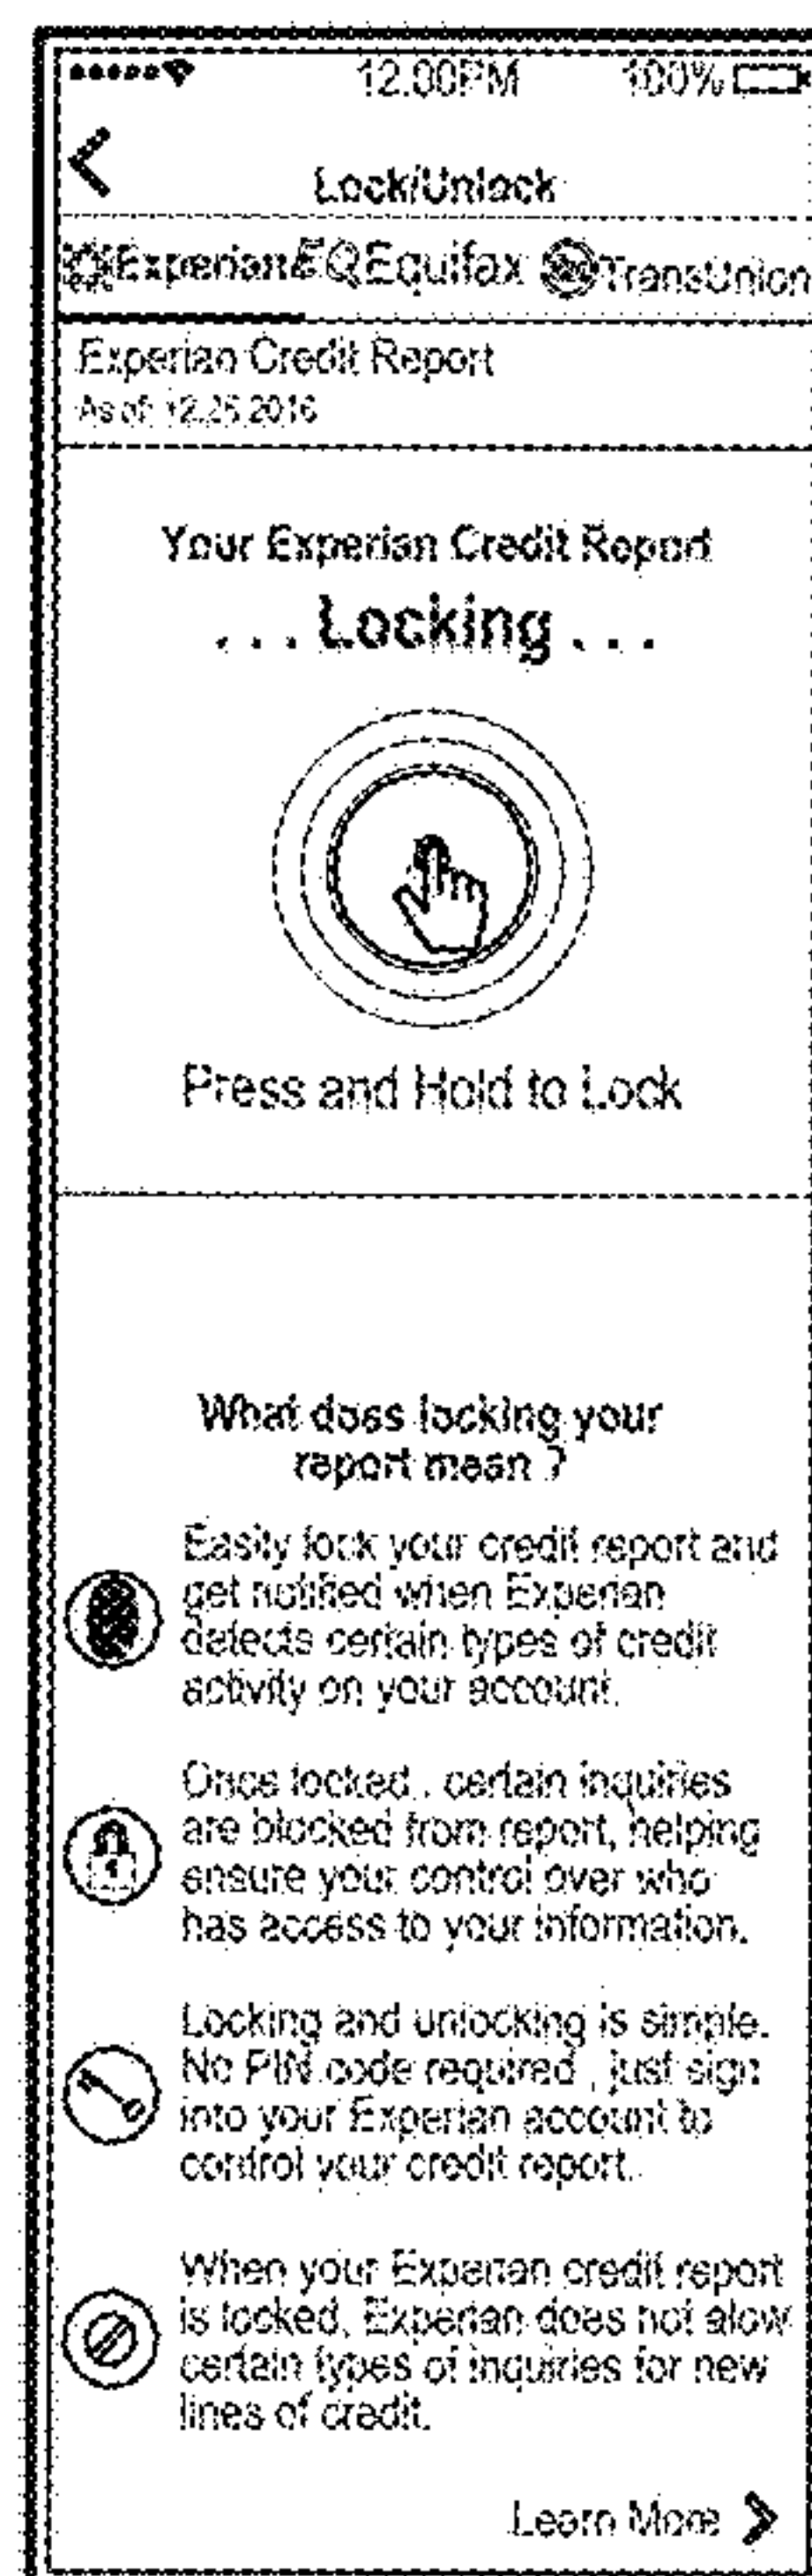 12:00PM 100%
Lock/Unlock
Experian EQEquifax TransUnion
Experian Credit Report
As of: 12.25.2016
Your Experian Credit Report
. . . Locking . . .
Press and Hold to Lock
What does locking your
report mean ?
Easily lock your credit report and
get notified when Experian
detects certain types of credit
activity on your account.
Once locked , certain inquiries
are blocked from report, helping
ensure your control over who
has access to your information.
Locking and unlocking is simple.
No PIN code required , just sign
into your Experian account to
control your credit report.
When your Experian credit report
is locked, Experian does not alow
certain types of inquiries for new
lines of credit.
Learn More